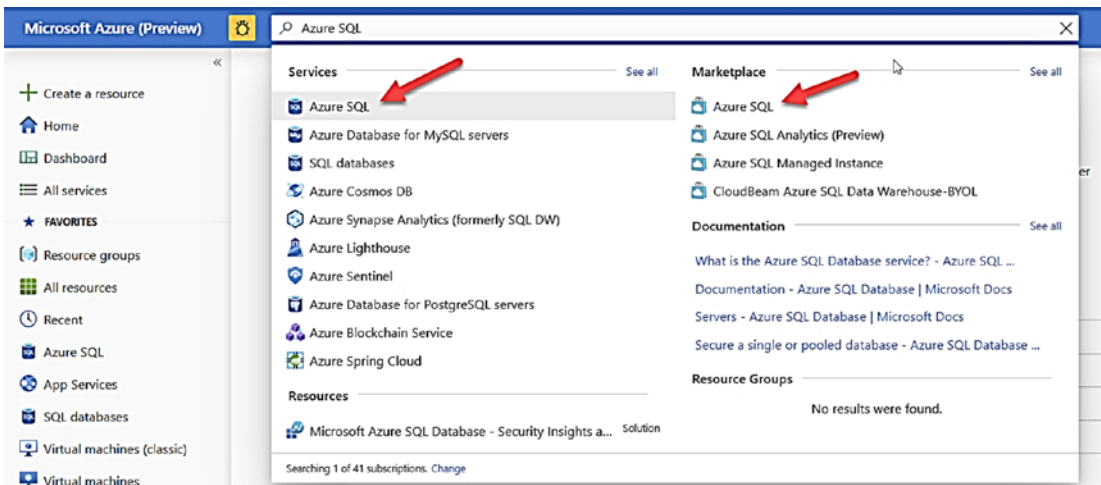 Microsoft Azure (Preview)
Azure SQL
Create a resource
Home
Dashboard
All services
FAVORITES
Resource groups
All resources
Recent
Azure SQL
App Services
SQL databases
Virtual machines (classic)
Virtual machines
Services See all
Azure SQL
Azure Database for MySQL servers
SQL databases
Azure Cosmos DB
Azure Synapse Analytics (formerly SQL DW)
Azure Lighthouse
Azure Sentinel
Azure Database for PostgreSQL servers
Azure Blockchain Service
Azure Spring Cloud
Resources
Microsoft Azure SQL Database - Security Insights a... Solution
Marketplace See all
Azure SQL
Azure SQL Analytics (Preview)
Azure SQL Managed Instance
CloudBeam Azure SQL Data Warehouse-BYOL
Documentation See all
What is the Azure SQL Database service? - Azure SQL ...
Documentation - Azure SQL Database | Microsoft Docs
Servers - Azure SQL Database | Microsoft Docs
Secure a single or pooled database - Azure SQL Database ...
Resource Groups
No results were found.
Searching 1 of 41 subscriptions. Change
er